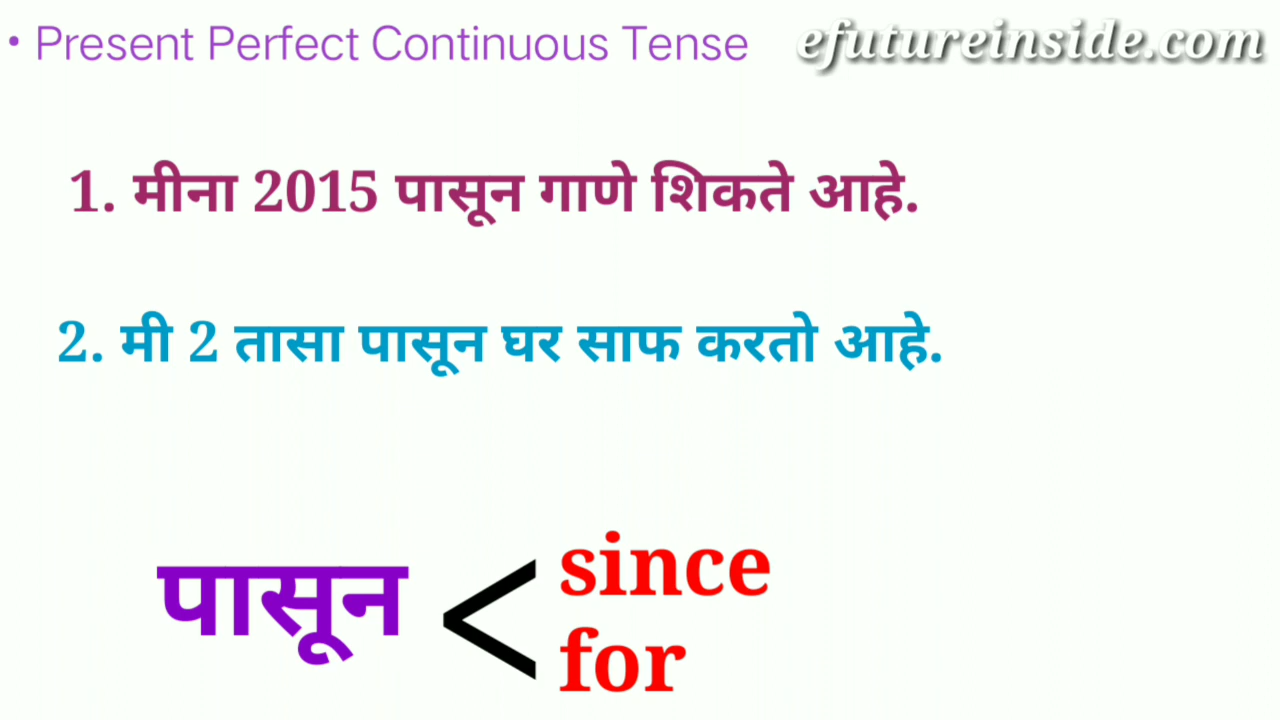 • Present Perfect Continuous Tense efutureinside.com
1. मीना 2015 पासून गाणे शिकते आहे.
2. मी 2 तासा पासून घर साफ करतो आहे.
पासून < since
for